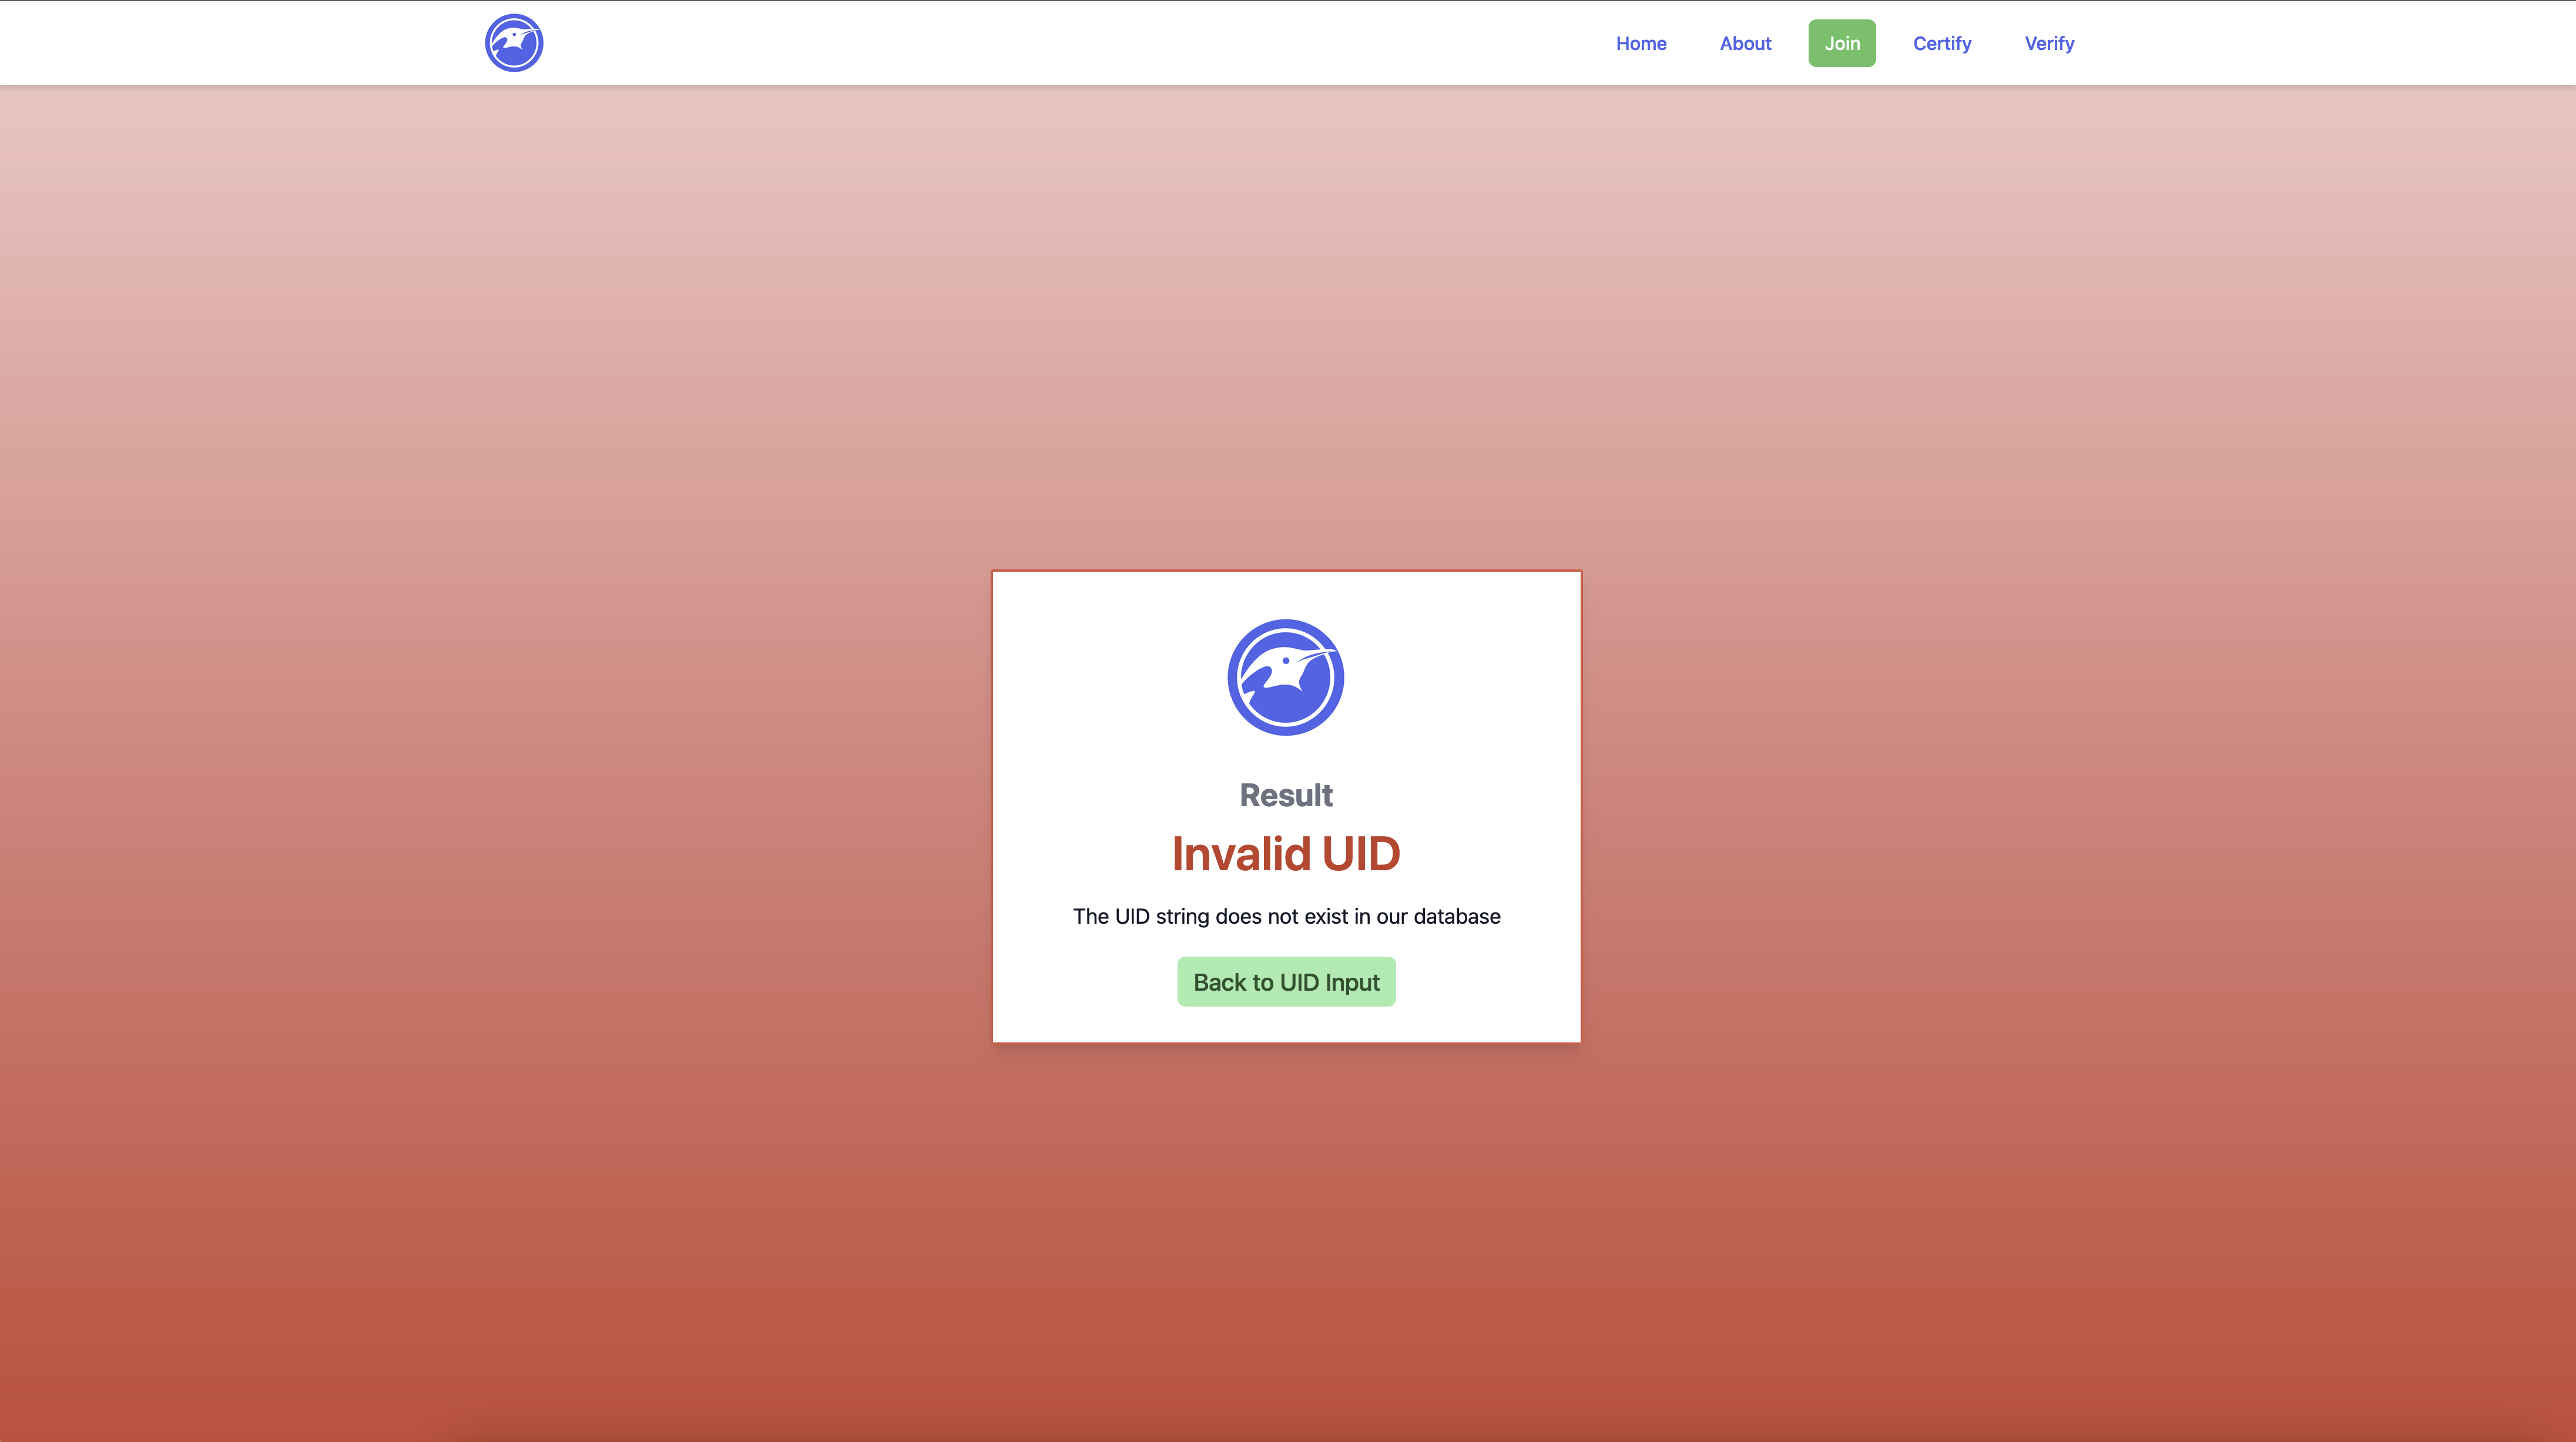 Home
About
Join
Certify
Verify
Result
Invalid UID
The UID string does not exist in our database
Back to UID Input